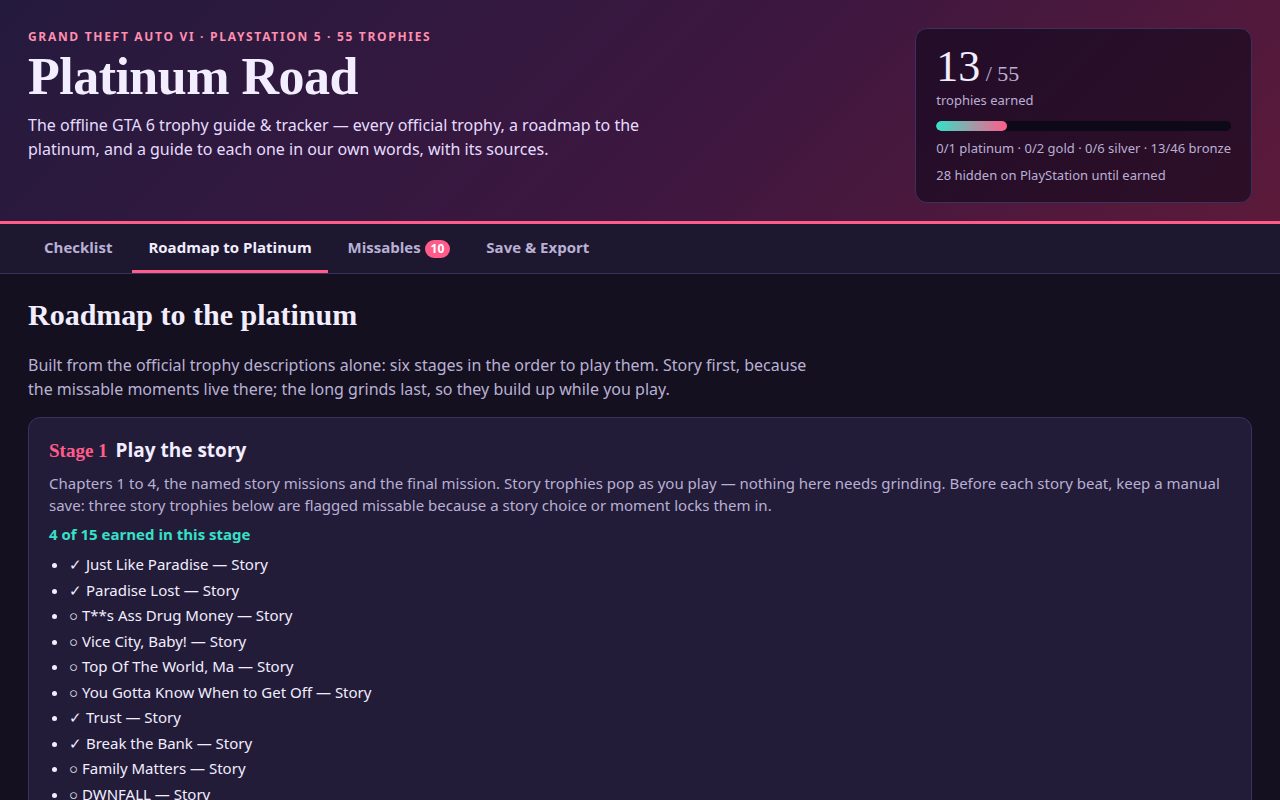 GRAND THEFT AUTO VI · PLAYSTATION 5 · 55 TROPHIES
Platinum Road
The offline GTA 6 trophy guide & tracker — every official trophy, a roadmap to the
platinum, and a guide to each one in our own words, with its sources.
13 / 55
trophies earned
0/1 platinum · 0/2 gold · 0/6 silver · 13/46 bronze
28 hidden on PlayStation until earned
Checklist
Roadmap to Platinum
Missables 10
Save & Export
Roadmap to the platinum
Built from the official trophy descriptions alone: six stages in the order to play them. Story first, because
the missable moments live there; the long grinds last, so they build up while you play.
Stage 1 Play the story
Chapters 1 to 4, the named story missions and the final mission. Story trophies pop as you play — nothing here needs grinding. Before each story beat, keep a manual
save: three story trophies below are flagged missable because a story choice or moment locks them in.
4 of 15 earned in this stage
• ✓ Just Like Paradise — Story
• ✓ Paradise Lost — Story
• ○ T**s Ass Drug Money — Story
• ○ Vice City, Baby! — Story
• ○ Top Of The World, Ma — Story
• ○ You Gotta Know When to Get Off — Story
• ✓ Trust — Story
• ✓ Break the Bank — Story
• ○ Family Matters — Story
• ○ DWNFALL — Story